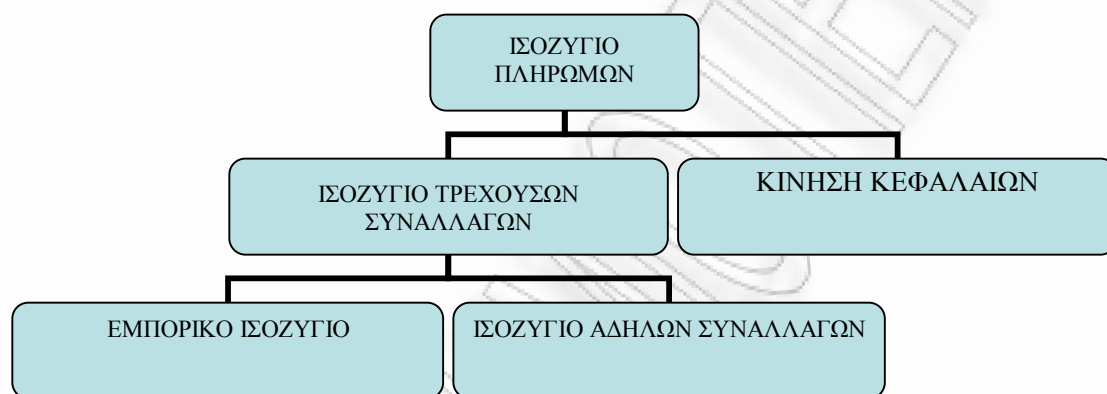 ΙΣΟΖΥΓΙΟ
ΠΛΗΡΩΜΩΝ
ΙΣΟΖΥΓΙΟ ΤΡΕΧΟΥΣΩΝ
ΣΥΝΑΛΛΑΓΩΝ
ΚΙΝΗΣΗ ΚΕΦΑΛΑΙΩΝ
ΕΜΠΟΡΙΚΟ ΙΣΟΖΥΓΙΟ
ΙΣΟΖΥΓΙΟ ΑΔΗΛΩΝ ΣΥΝΑΛΛΑΓΩΝ